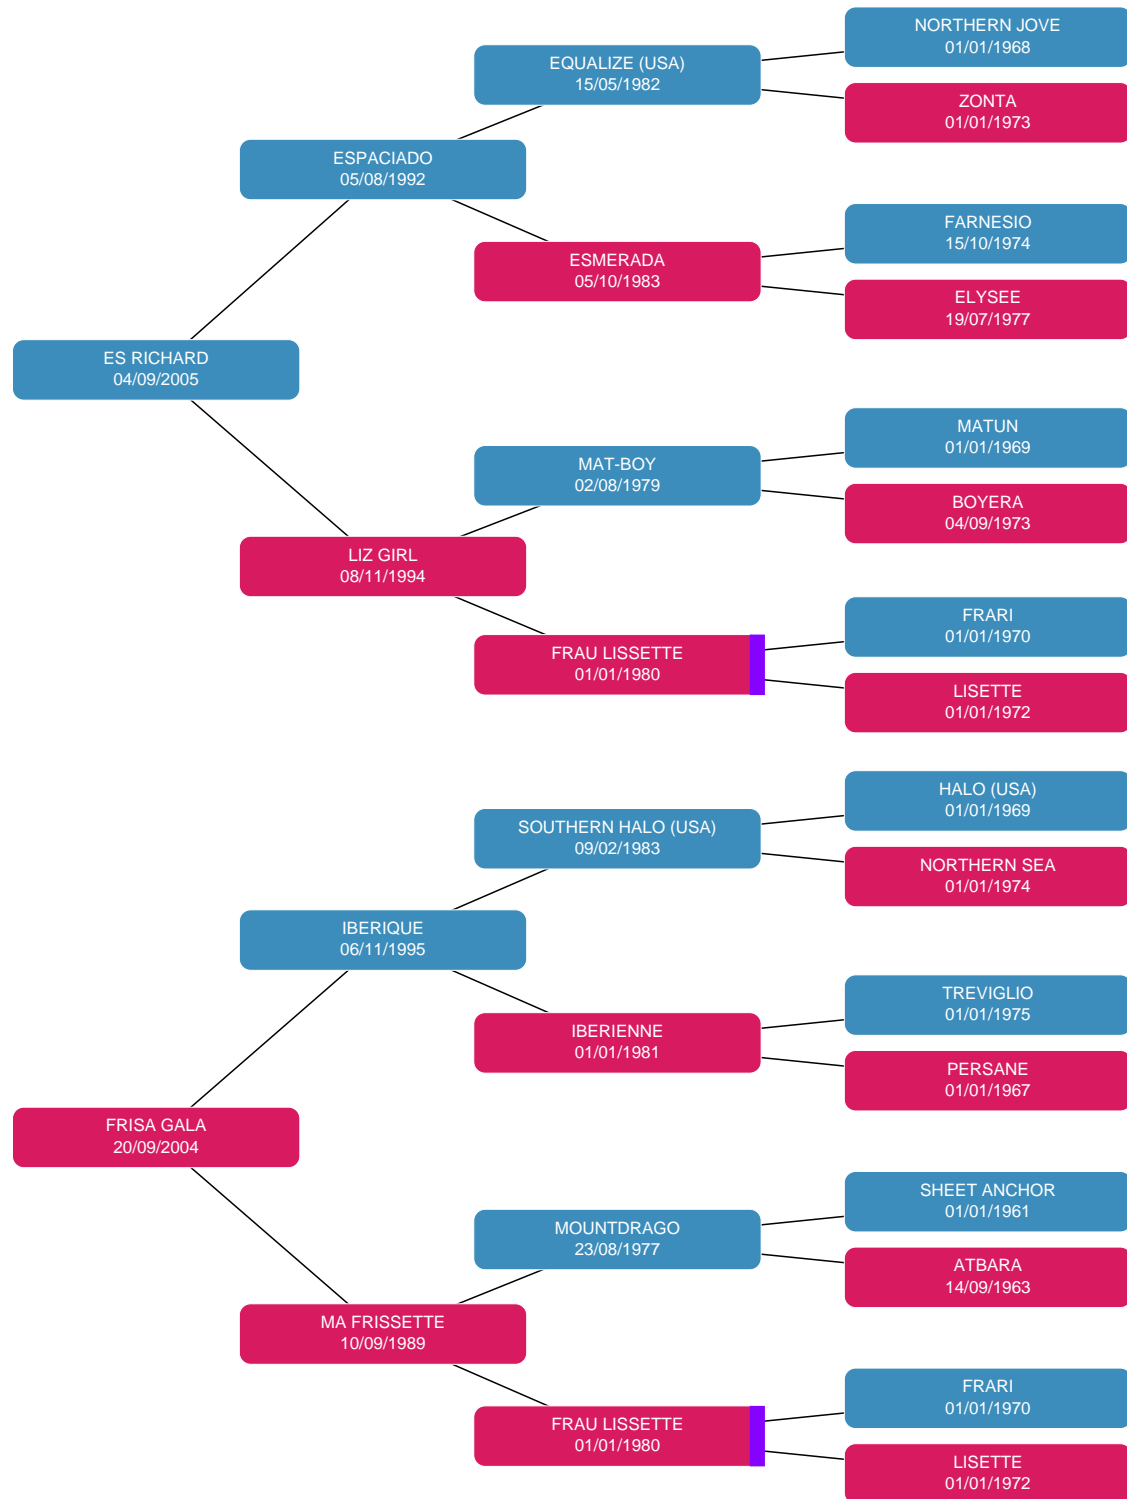 NORTHERN JOVE
01/01/1968
EQUALIZE (USA)
15/05/1982
ZONTA
01/01/1973
ESPACIADO
05/08/1992
FARNESIO
15/10/1974
ESMERADA
05/10/1983
ELYSEE
19/07/1977
ES RICHARD
04/09/2005
MATUN
01/01/1969
MAT-BOY
02/08/1979
BOYERA
04/09/1973
LIZ GIRL
08/11/1994
FRARI
01/01/1970
FRAU LISSETTE
01/01/1980
LISETTE
01/01/1972
HALO (USA)
01/01/1969
SOUTHERN HALO (USA)
09/02/1983
NORTHERN SEA
01/01/1974
IBERIQUE
06/11/1995
TREVIGLIO
01/01/1975
IBERIENNE
01/01/1981
PERSANE
01/01/1967
FRISA GALA
20/09/2004
SHEET ANCHOR
01/01/1961
MOUNTDRAGO
23/08/1977
ATBARA
14/09/1963
MA FRISSETTE
10/09/1989
FRARI
01/01/1970
FRAU LISSETTE
01/01/1980
LISETTE
01/01/1972